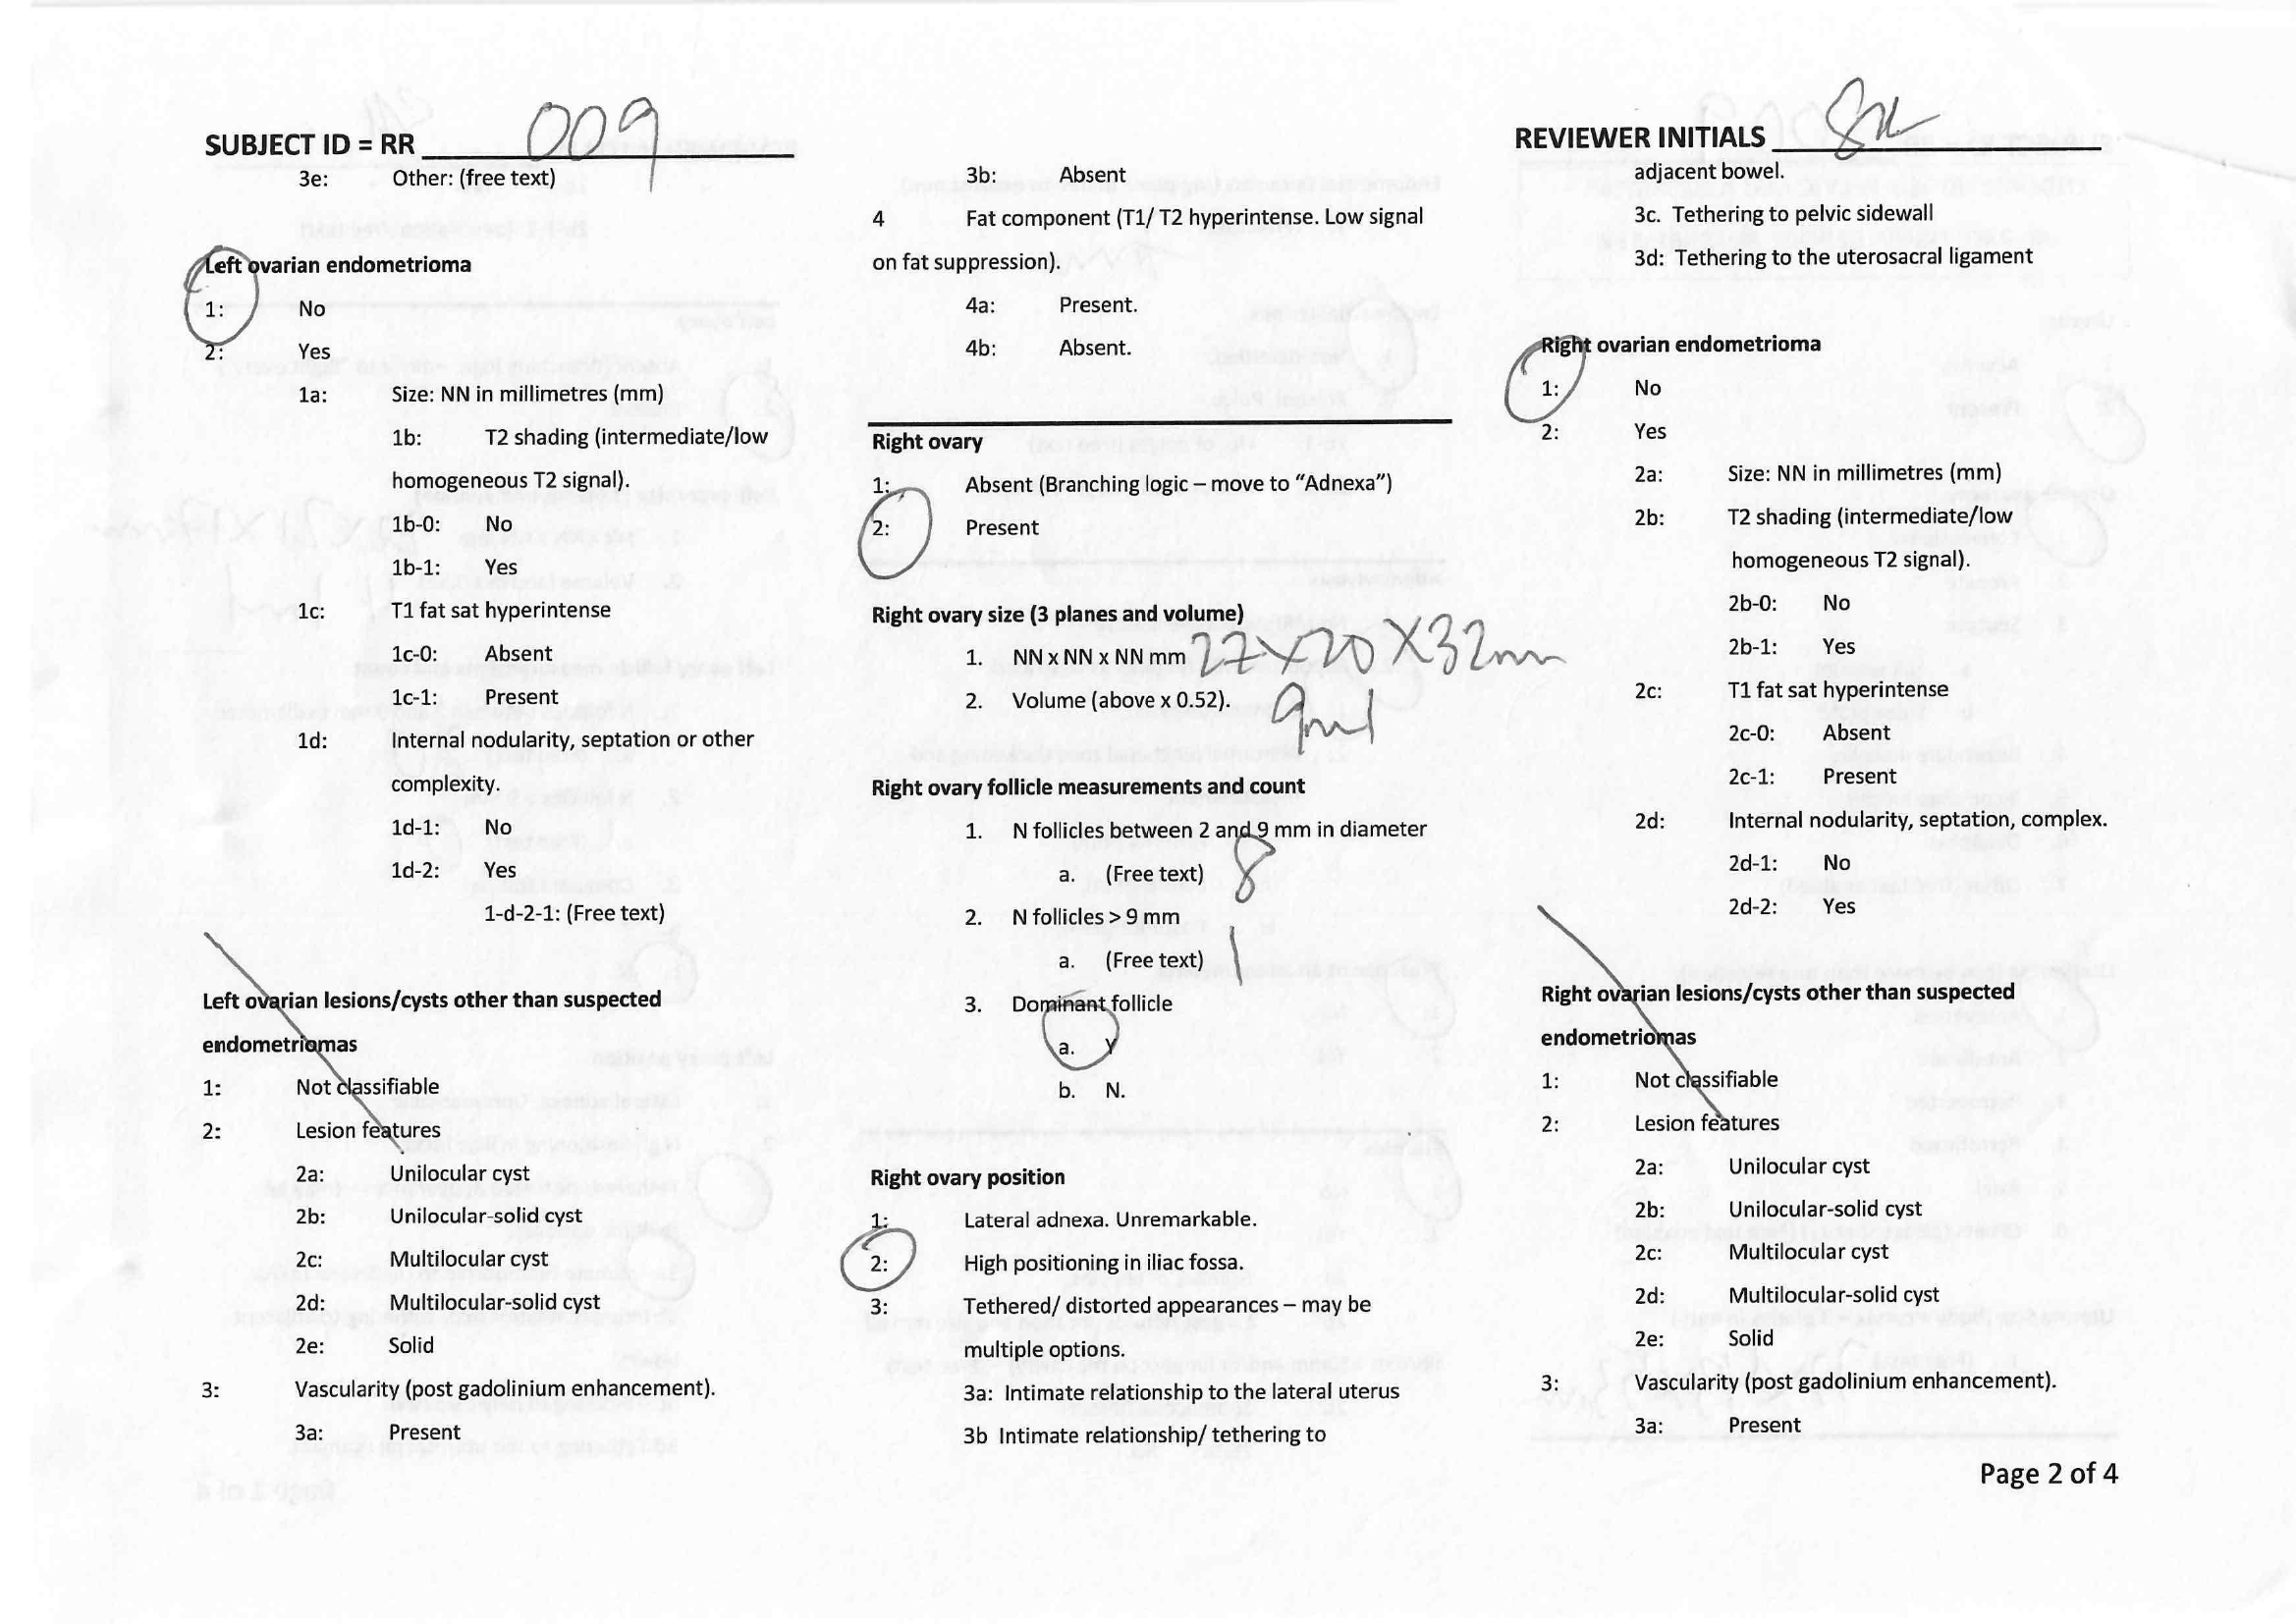 SUBJECT ID = RR 009
3e: Other: (free text)
Left ovarian endometrioma
1: No
2: Yes
1a: Size: NN in millimetres (mm)
1b: T2 shading (intermediate/low
homogeneous T2 signal).
1b-0: No
1b-1: Yes
1c: T1 fat sat hyperintense
1c-0: Absent
1c-1: Present
1d: Internal nodularity, septation or other
complexity.
1d-1: No
1d-2: Yes
1-d-2-1: (Free text)
Left ovarian lesions/cysts other than suspected
endometriomas
1: Not classifiable
2: Lesion features
2a: Unilocular cyst
2b: Unilocular-solid cyst
2c: Multilocular cyst
2d: Multilocular-solid cyst
2e: Solid
3: Vascularity (post gadolinium enhancement).
3a: Present
3b: Absent
4 Fat component (T1/ T2 hyperintense. Low signal
on fat suppression).
4a: Present.
4b: Absent.
Right ovary
1: Absent (Branching logic – move to “Adnexa”)
2: Present
Right ovary size (3 planes and volume)
1. NN x NN x NN mm 27 x 20 x 32mm
2. Volume (above x 0.52). 9ml
Right ovary follicle measurements and count
1. N follicles between 2 and 9 mm in diameter
a. (Free text) 8
2. N follicles > 9 mm
a. (Free text) 1
3. Dominant follicle
a. Y
b. N.
Right ovary position
1: Lateral adnexa. Unremarkable.
2: High positioning in iliac fossa.
3: Tethered/ distorted appearances – may be
multiple options.
3a: Intimate relationship to the lateral uterus
3b Intimate relationship/ tethering to
REVIEWER INITIALS
adjacent bowel.
3c. Tethering to pelvic sidewall
3d: Tethering to the uterosacral ligament
Right ovarian endometrioma
1: No
2: Yes
2a: Size: NN in millimetres (mm)
2b: T2 shading (intermediate/low
homogeneous T2 signal).
2b-0: No
2b-1: Yes
2c: T1 fat sat hyperintense
2c-0: Absent
2c-1: Present
2d: Internal nodularity, septation, complex.
2d-1: No
2d-2: Yes
Right ovarian lesions/cysts other than suspected
endometriomas
1: Not classifiable
2: Lesion features
2a: Unilocular cyst
2b: Unilocular-solid cyst
2c: Multilocular cyst
2d: Multilocular-solid cyst
2e: Solid
3: Vascularity (post gadolinium enhancement).
3a: Present
Page 2 of 4